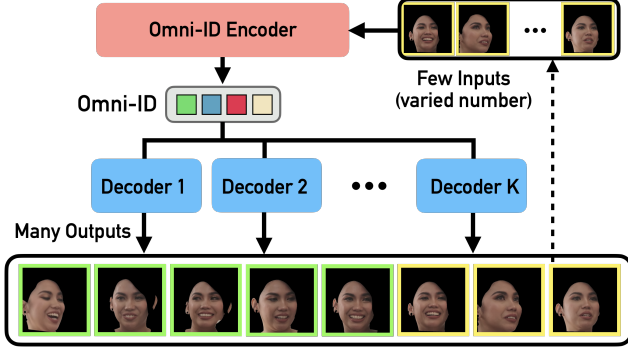 Omni-ID Encoder
Few Inputs
(varied number)
Omni-ID
Decoder 1
Decoder 2
Decoder K
Many Outputs